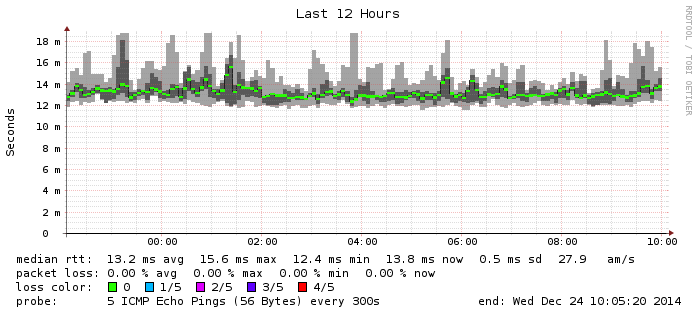 Last 12 Hours
RRDTOOL / TOBI OETIKER
Seconds
18 m
16 m
14 m
12 m
10 m
8 m
6 m
4 m
2 m
0
00:00 02:00 04:00 06:00 08:00 10:00
median rtt: 13.2 ms avg 15.6 ms max 12.4 ms min 13.8 ms now 0.5 ms sd 27.9 am/s
packet loss: 0.00 % avg 0.00 % max 0.00 % min 0.00 % now
loss color: 0 1/5 2/5 3/5 4/5
probe: 5 ICMP Echo Pings (56 Bytes) every 300s end: Wed Dec 24 10:05:20 2014